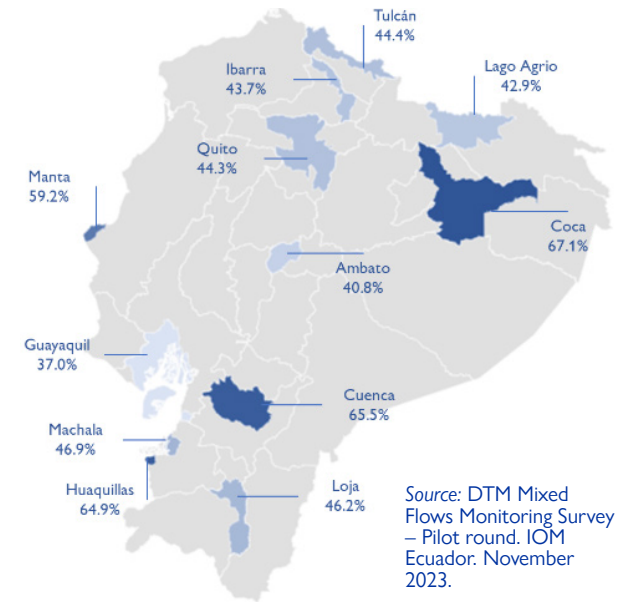 Tulcán
44.4%
Ibarra
43.7%
Lago Agrio
42.9%
Quito
44.3%
Manta
59.2%
Coca
67.1%
Ambato
40.8%
Guayaquil
37.0%
Cuenca
65.5%
Machala
46.9%
Huaquillas
64.9%
Loja
46.2%
Source: DTM Mixed
Flows Monitoring Survey
– Pilot round. IOM
Ecuador. November
2023.